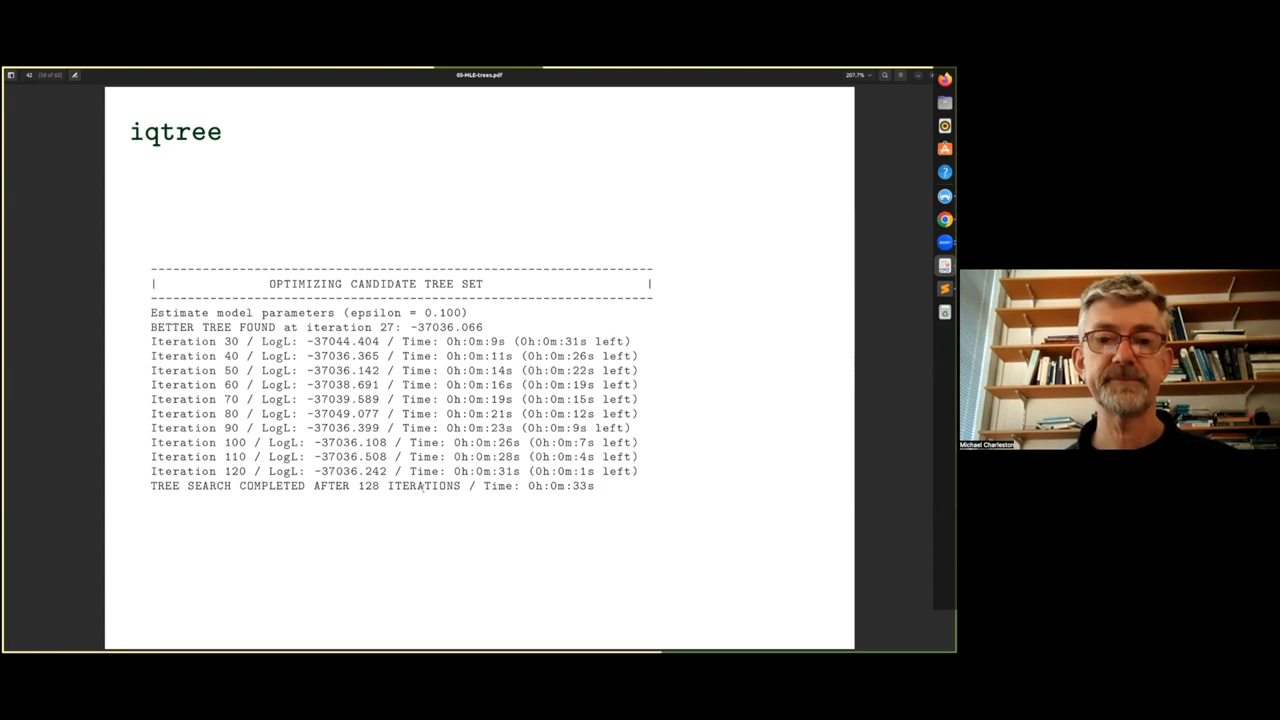 42 (58 of 62)
05-MLE-trees.pdf
207.7%
iqtree
-------------------------------------------------------------------
| OPTIMIZING CANDIDATE TREE SET |
-------------------------------------------------------------------
Estimate model parameters (epsilon = 0.100)
BETTER TREE FOUND at iteration 27: -37036.066
Iteration 30 / LogL: -37044.404 / Time: 0h:0m:9s (0h:0m:31s left)
Iteration 40 / LogL: -37036.365 / Time: 0h:0m:11s (0h:0m:26s left)
Iteration 50 / LogL: -37036.142 / Time: 0h:0m:14s (0h:0m:22s left)
Iteration 60 / LogL: -37038.691 / Time: 0h:0m:16s (0h:0m:19s left)
Iteration 70 / LogL: -37039.589 / Time: 0h:0m:19s (0h:0m:15s left)
Iteration 80 / LogL: -37049.077 / Time: 0h:0m:21s (0h:0m:12s left)
Iteration 90 / LogL: -37036.399 / Time: 0h:0m:23s (0h:0m:9s left)
Iteration 100 / LogL: -37036.108 / Time: 0h:0m:26s (0h:0m:7s left)
Iteration 110 / LogL: -37036.508 / Time: 0h:0m:28s (0h:0m:4s left)
Iteration 120 / LogL: -37036.242 / Time: 0h:0m:31s (0h:0m:1s left)
TREE SEARCH COMPLETED AFTER 128 ITERATIONS / Time: 0h:0m:33s
zoom
Michael Charleston